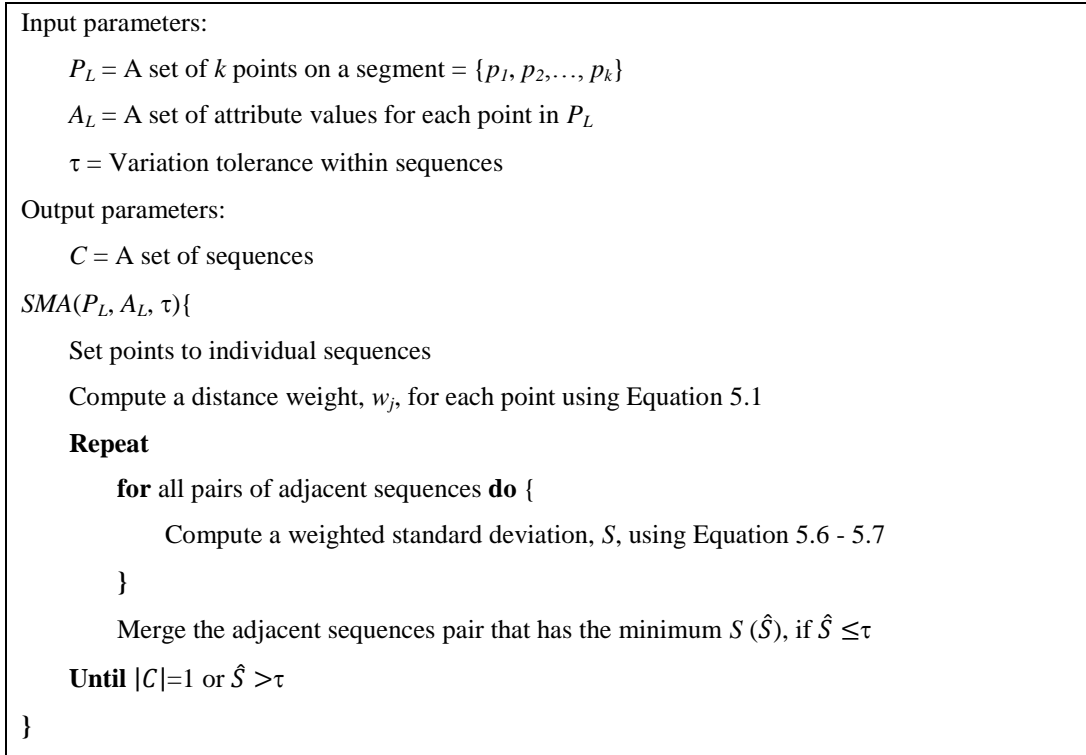 Input parameters:
P_L = A set of k points on a segment = {p_1, p_2,…, p_k}
A_L = A set of attribute values for each point in P_L
τ = Variation tolerance within sequences
Output parameters:
C = A set of sequences
SMA(P_L, A_L, τ){
Set points to individual sequences
Compute a distance weight, w_j, for each point using Equation 5.1
Repeat
for all pairs of adjacent sequences do {
Compute a weighted standard deviation, S, using Equation 5.6 - 5.7
}
Merge the adjacent sequences pair that has the minimum S (Ŝ), if Ŝ ≤τ
Until |C|=1 or Ŝ >τ
}